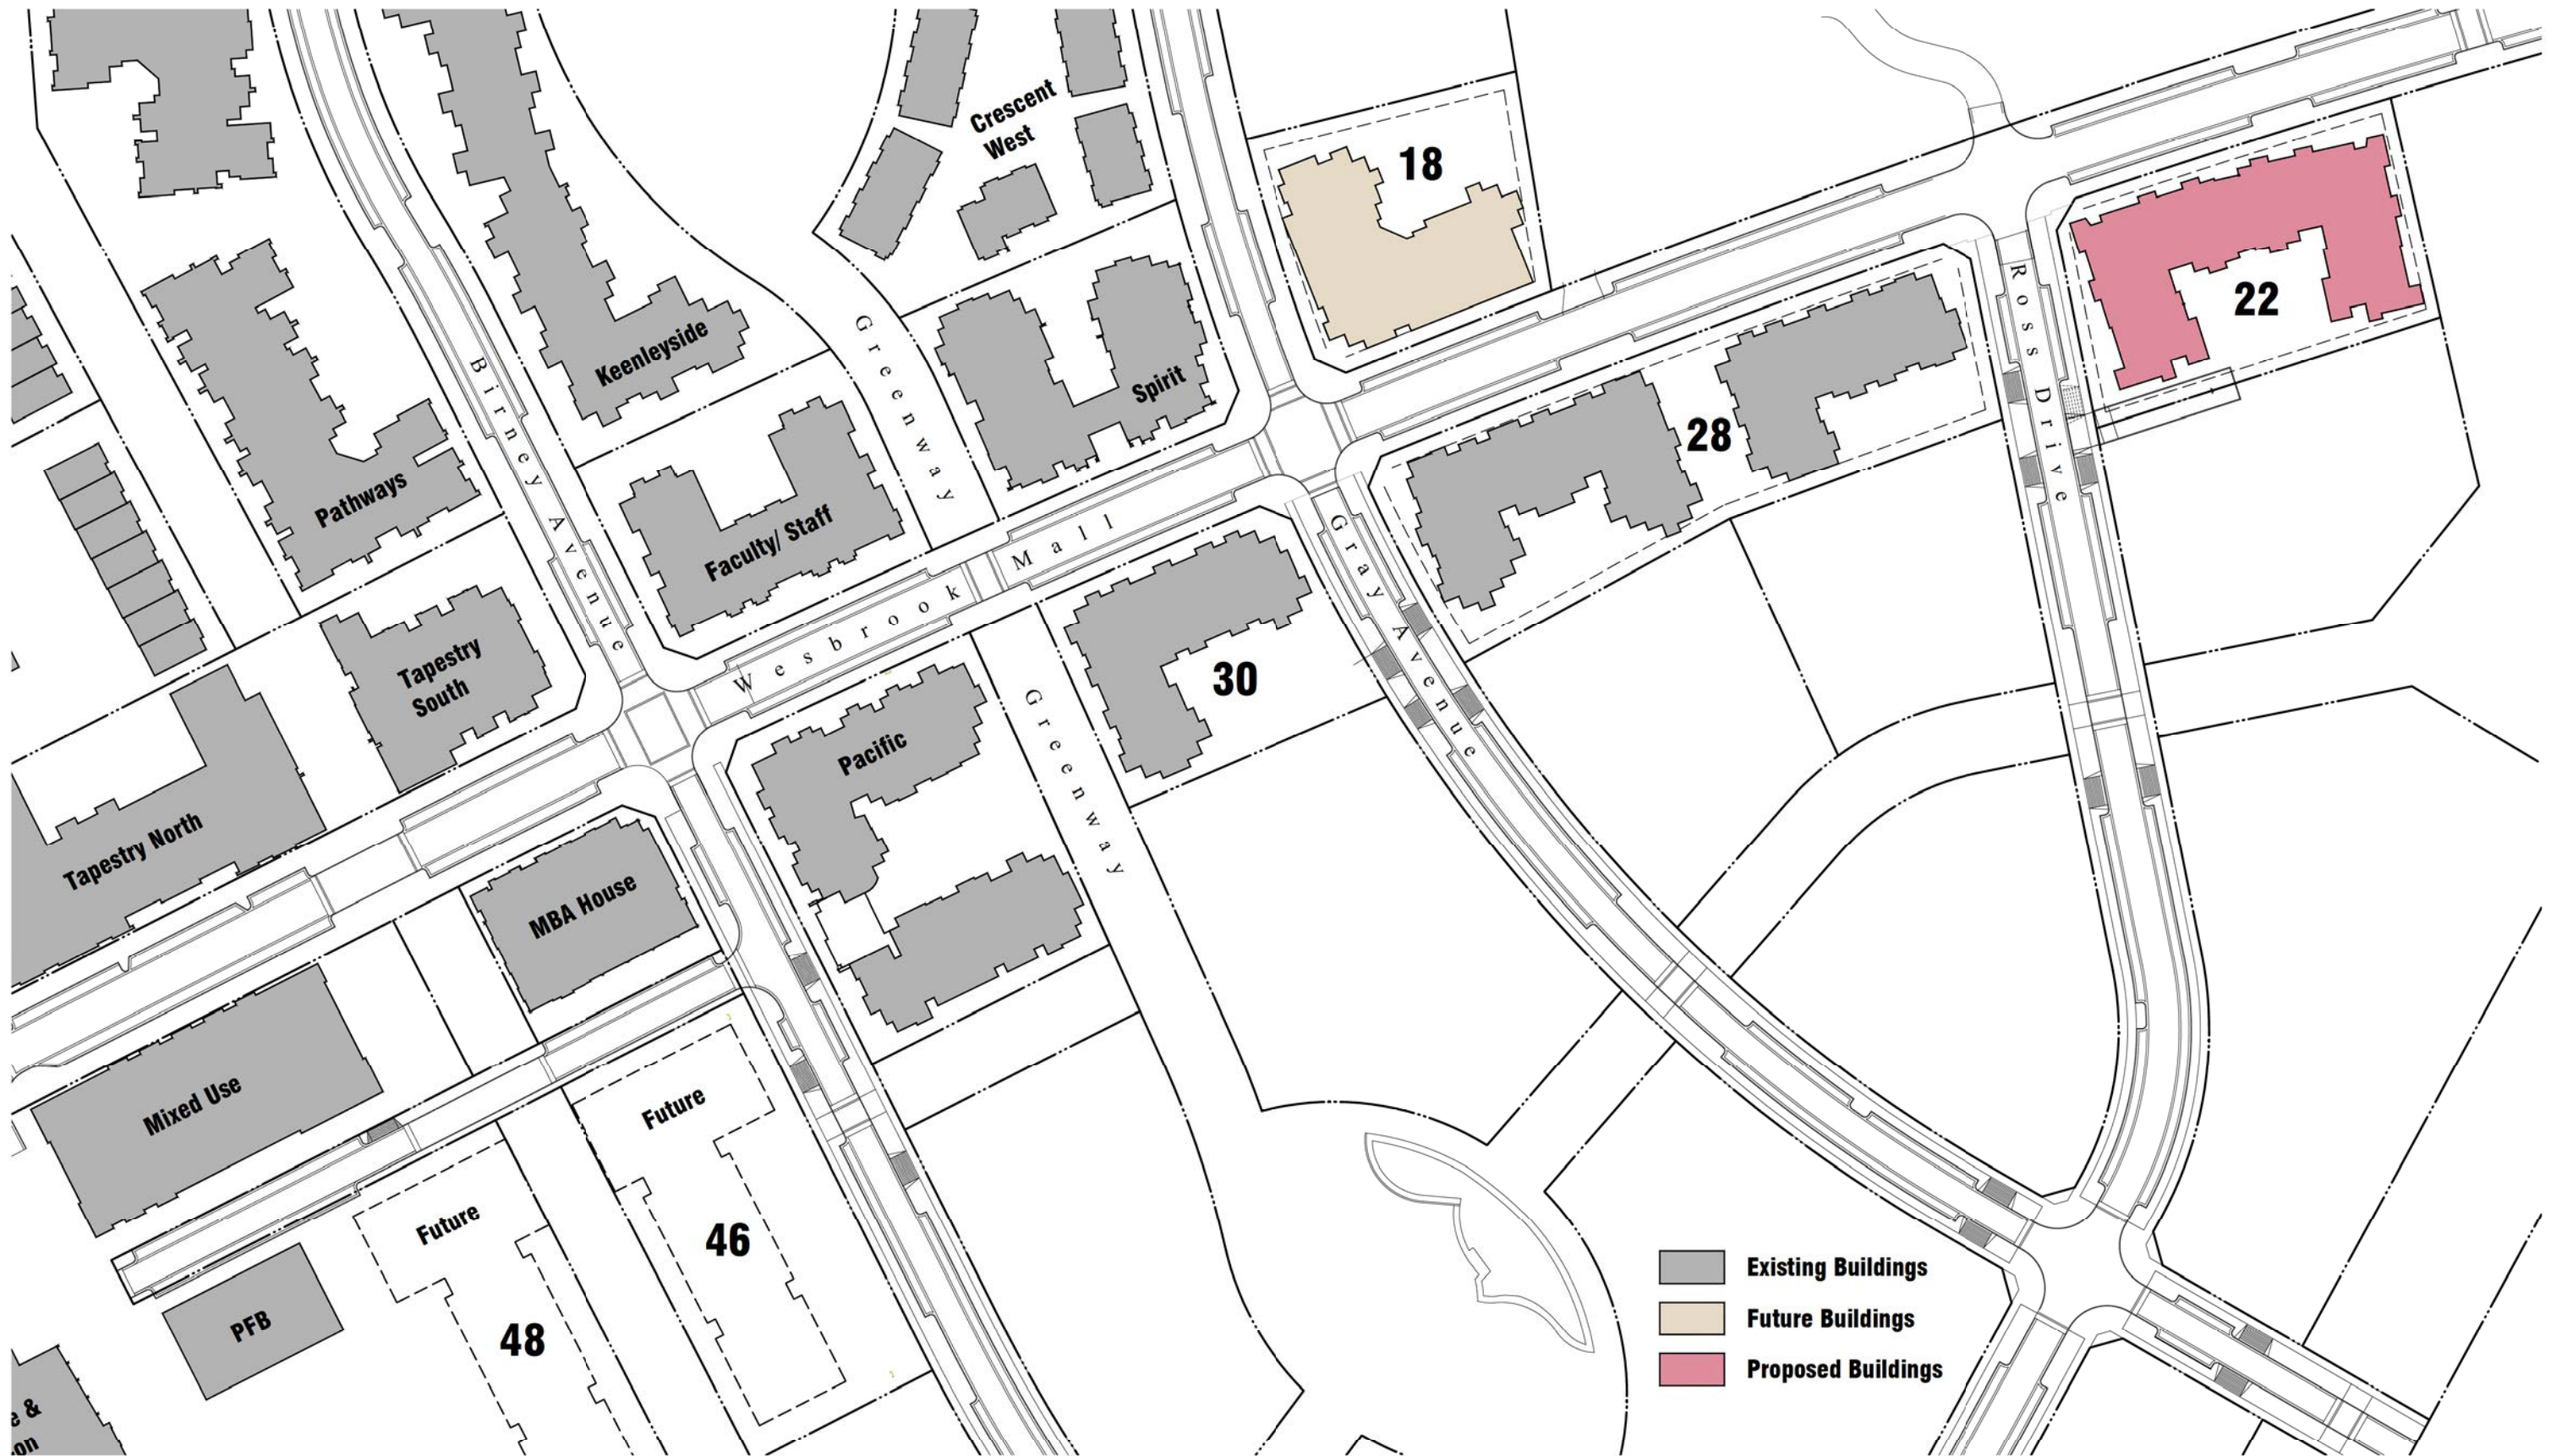 Crescent
West
18
22
Ross Drive
Greenway
Keenleyside
Birney Avenue
Spirit
28
Pathways
Faculty/ Staff
Wesbrook Mall
Gray Avenue
Tapestry
South
30
Greenway
Pacific
Tapestry North
MBA House
Mixed Use
Future
46
Future
48
PFB
e &
on
Existing Buildings
Future Buildings
Proposed Buildings